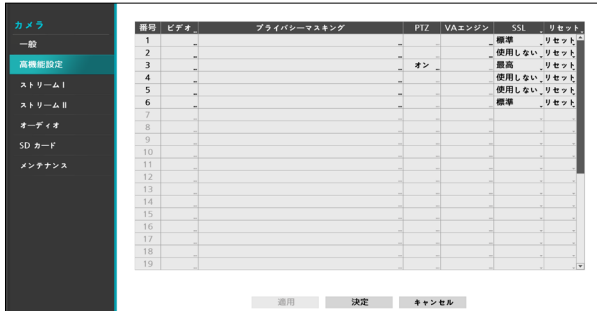 カメラ
一般
高機能設定
ストリーム I
ストリーム II
オーディオ
SD カード
メンテナンス
番号 ビデオ プライバシーマスキング PTZ VAエンジン SSL リセット
1 標準 リセット
2 使用しない リセット
3 オン 最高 リセット
4 使用しない リセット
5 使用しない リセット
6 標準 リセット
7
8
9
10
11
12
13
14
15
16
17
18
19
適用 決定 キャンセル